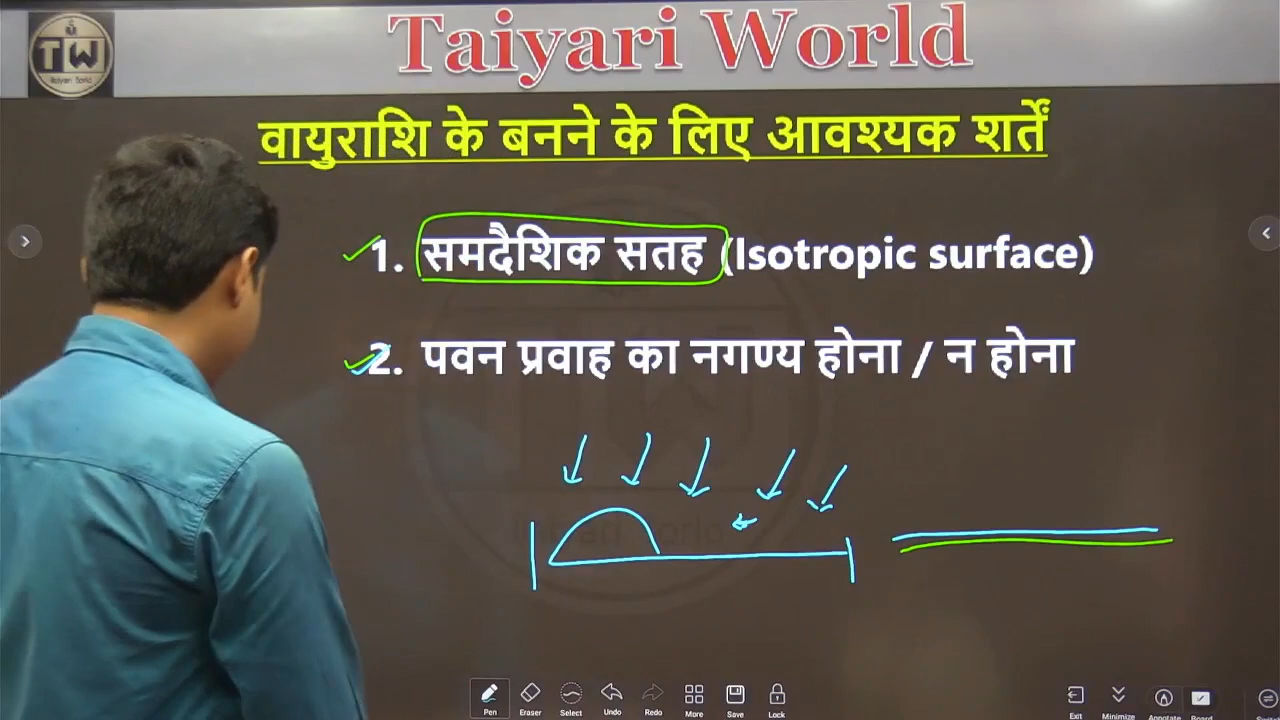 TW
Taiyari World
Taiyari World
वायुराशि के बनने के लिए आवश्यक शर्तें
1. समदैशिक सतह (Isotropic surface)
2. पवन प्रवाह का नगण्य होना / न होना
Pen
Eraser
Select
Undo
Redo
More
Save
Lock
Exit
Minimize
Annotate